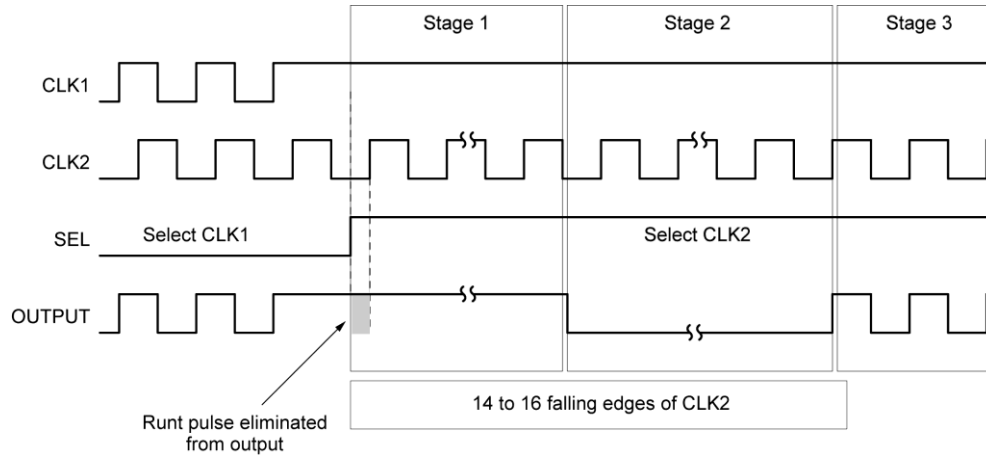 Stage 1
Stage 2
Stage 3
CLK1
CLK2
SEL
Select CLK1
Select CLK2
OUTPUT
14 to 16 falling edges of CLK2
Runt pulse eliminated
from output